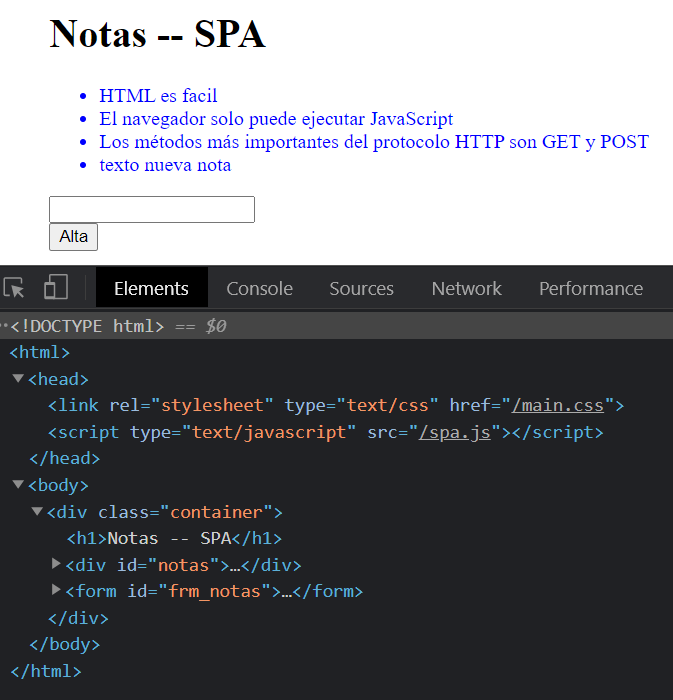 Notas -- SPA
HTML es facil
El navegador solo puede ejecutar JavaScript
Los métodos más importantes del protocolo HTTP son GET y POST
texto nueva nota
Alta
Elements Console Sources Network Performance
<!DOCTYPE html> == $0
<html>
<head>
<link rel="stylesheet" type="text/css" href="/main.css">
<script type="text/javascript" src="/spa.js"></script>
</head>
<body>
<div class="container">
<h1>Notas -- SPA</h1>
<div id="notas">…</div>
<form id="frm_notas">…</form>
</div>
</body>
</html>